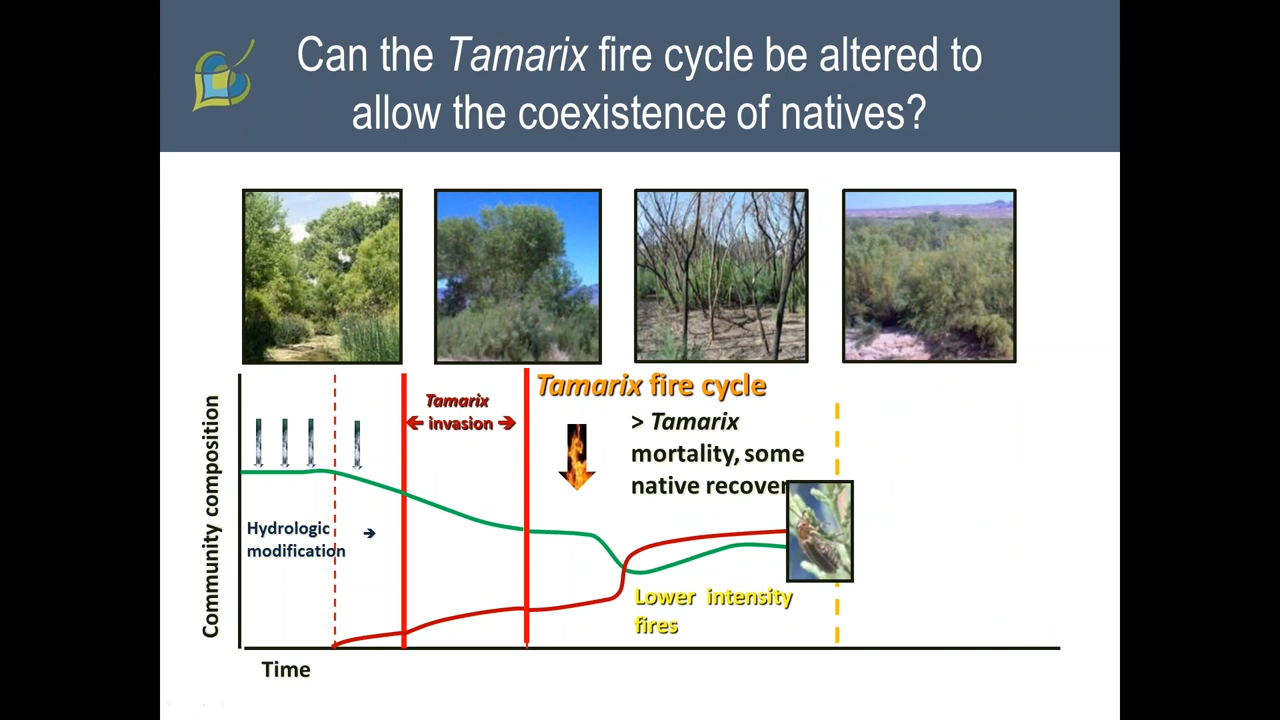 Can the Tamarix fire cycle be altered to
allow the coexistence of natives?
Tamarix fire cycle
Tamarix
invasion
> Tamarix
mortality, some
native recover
Community composition
Hydrologic
modification
Lower intensity
fires
Time